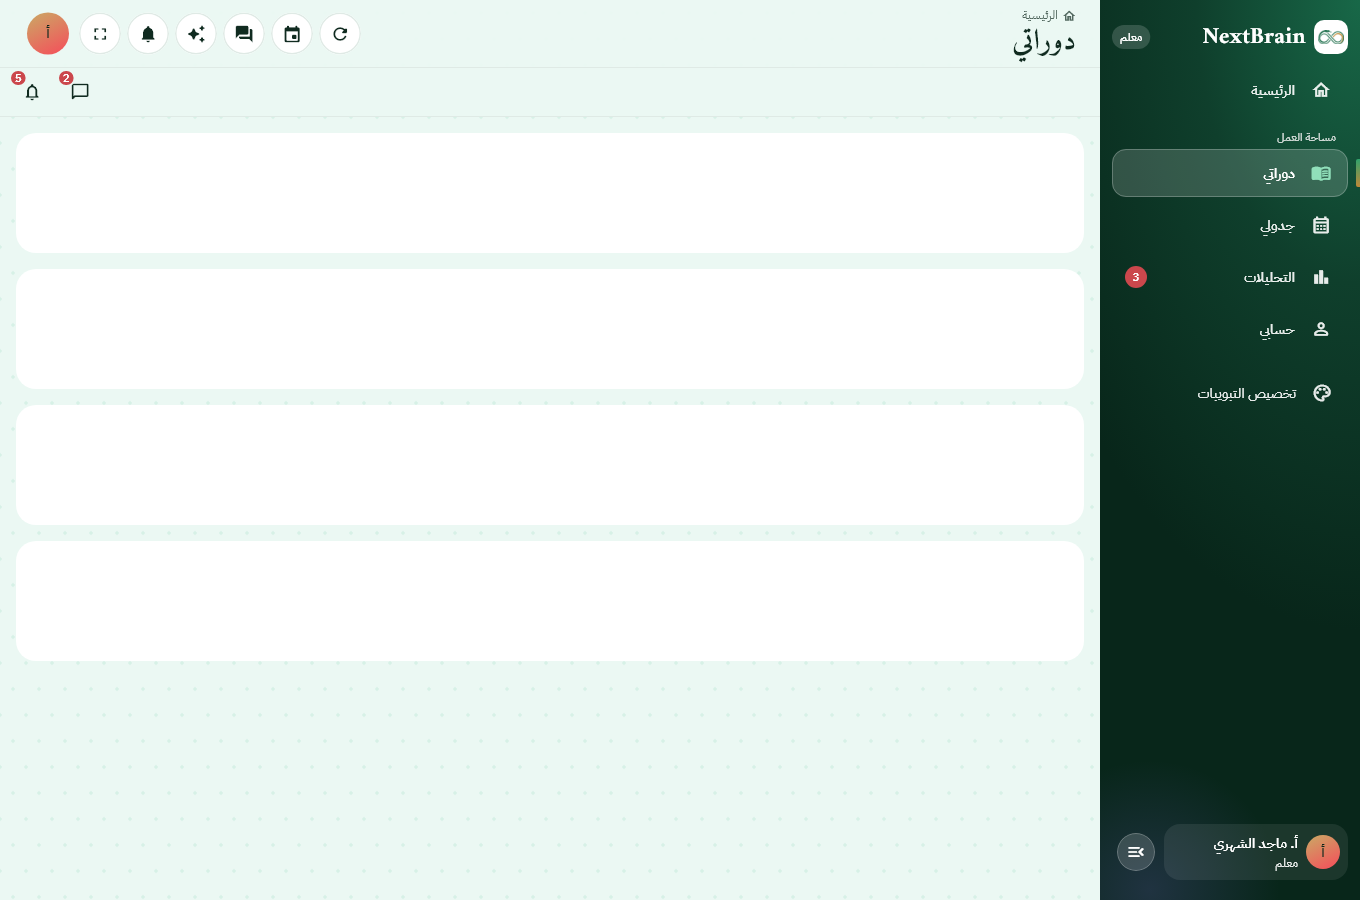 NextBrain
معلم
الرئيسية
مساحة العمل
دوراتي
جدولي
التحليلات
3
حسابي
تخصيص التبويبات
أ
أ. ماجد الشهري
معلم
الرئيسية
دوراتي
أ
2
5